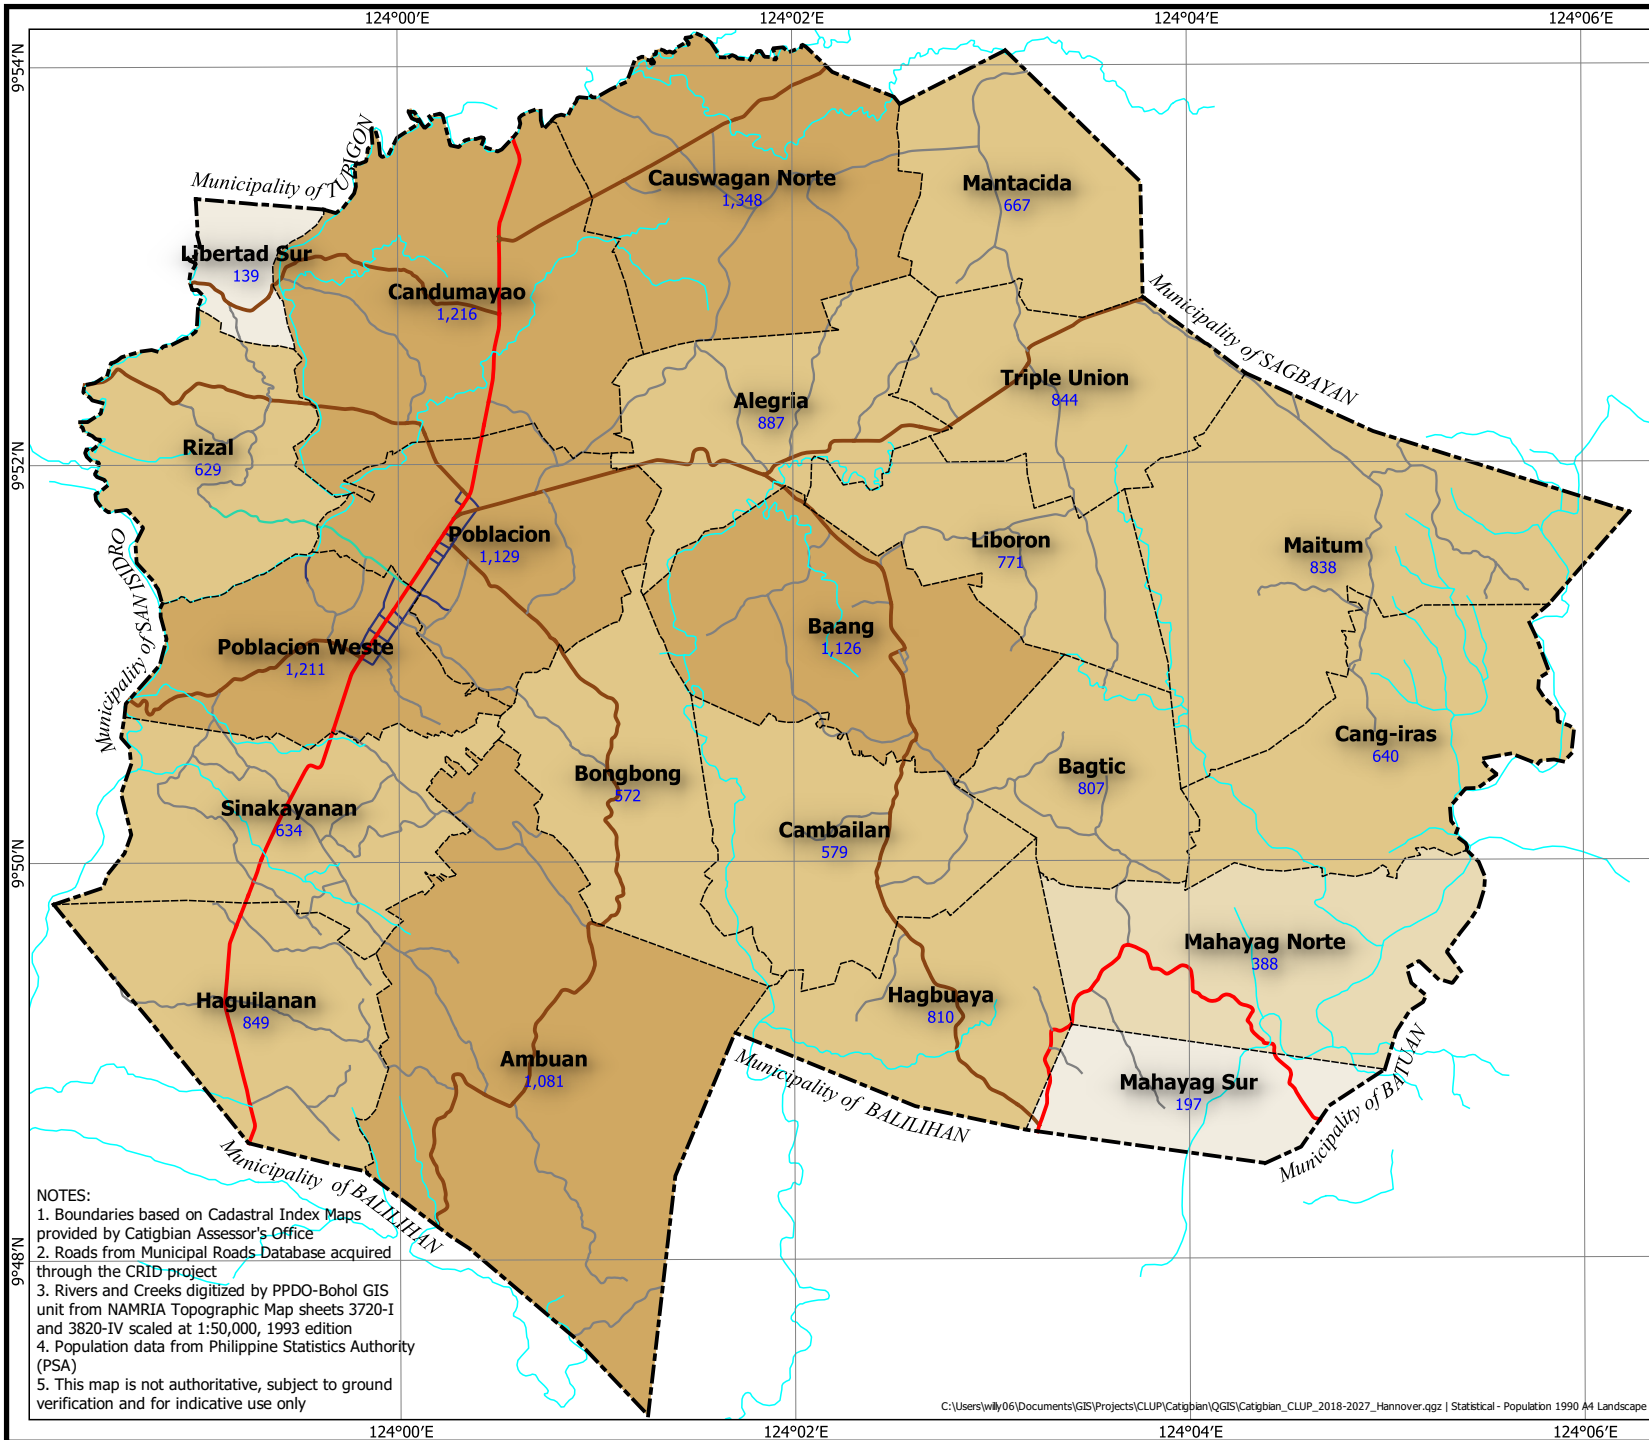 124°00′E 124°02′E 124°04′E 124°06′E
9°54′N
Municipality of TUBIGON
Causwagan Norte
1,348
Mantacida
667
Libertad Sur
139
Candumayao
1,216
Municipality of SAGBAYAN
Triple Union
844
Alegria
887
Rizal
629
9°52′N
Poblacion
1,129
Liboron
771
Maitum
838
Municipality of SAN ISIDRO
Baang
1,126
Poblacion Weste
1,211
Cang-iras
640
Bagtic
807
Bongbong
572
Sinakayanan
634
Cambailan
579
9°50′N
Mahayag Norte
388
Haguilanan
849
Hagbuaya
810
Ambuan
1,081
Mahayag Sur
197
Municipality of BALILIHAN
Municipality of BATUAN
Municipality of BALILIHAN
9°48′N
NOTES:
1. Boundaries based on Cadastral Index Maps
provided by Catigbian Assessor's Office
2. Roads from Municipal Roads Database acquired
through the CRID project
3. Rivers and Creeks digitized by PPDO-Bohol GIS
unit from NAMRIA Topographic Map sheets 3720-I
and 3820-IV scaled at 1:50,000, 1993 edition
4. Population data from Philippine Statistics Authority
(PSA)
5. This map is not authoritative, subject to ground
verification and for indicative use only
C:\Users\willy06\Documents\GIS\Projects\CLUP\Catigbian\QGIS\Catigbian_CLUP_2018-2027_Hannover.qgz | Statistical - Population 1990 A4 Landscape
124°00′E 124°02′E 124°04′E 124°06′E